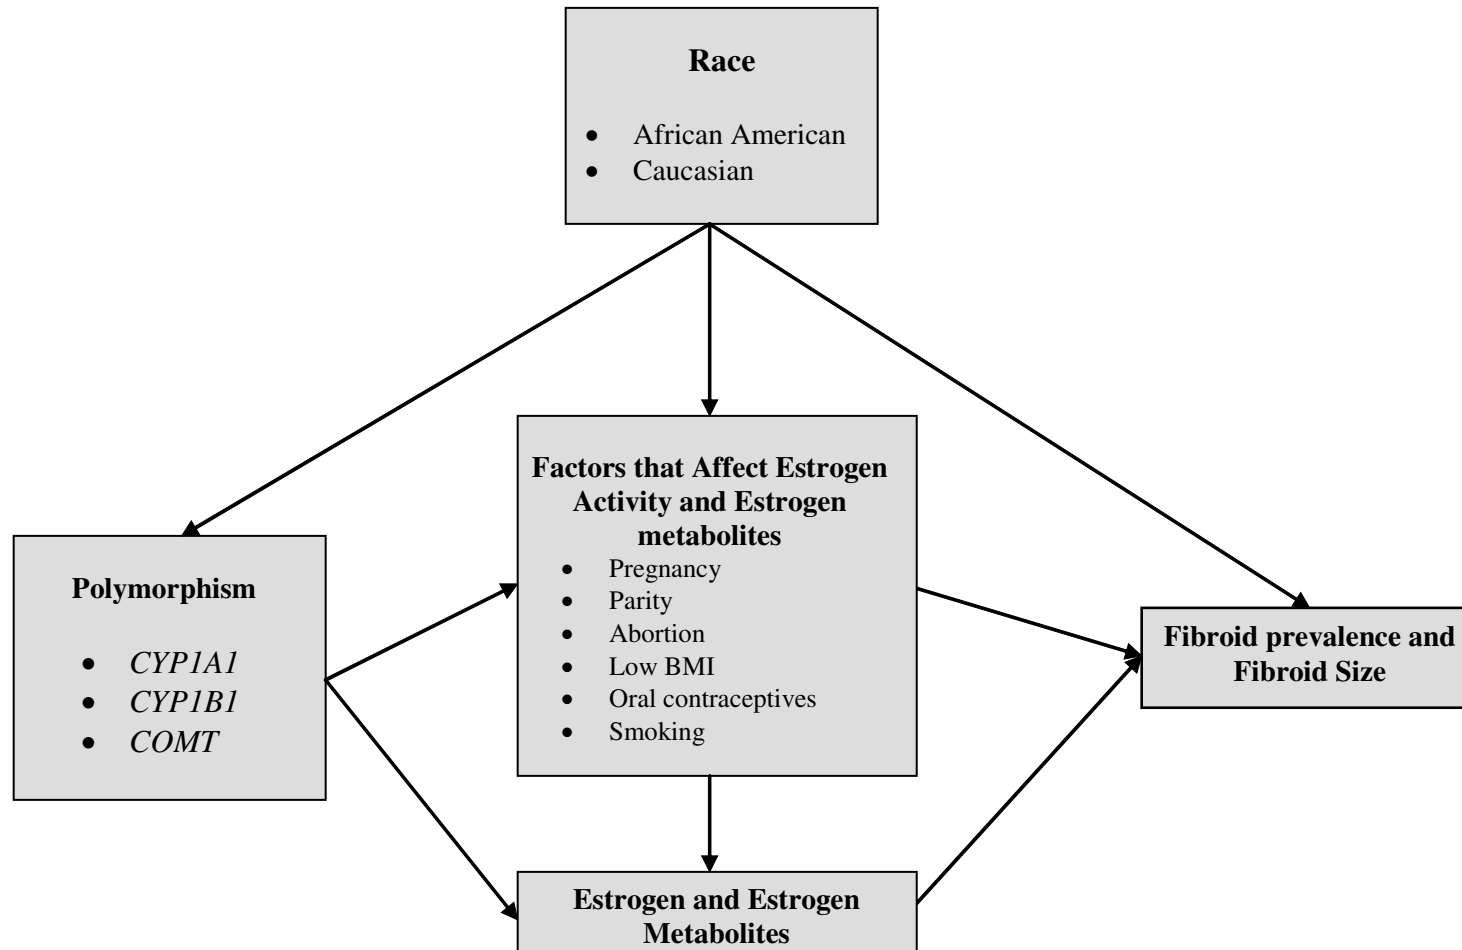 Race
• African American
• Caucasian
Factors that Affect Estrogen
Activity and Estrogen
metabolites
• Pregnancy
• Parity
• Abortion
• Low BMI
• Oral contraceptives
• Smoking
Polymorphism
• CYP1A1
• CYP1B1
• COMT
Fibroid prevalence and
Fibroid Size
Estrogen and Estrogen
Metabolites